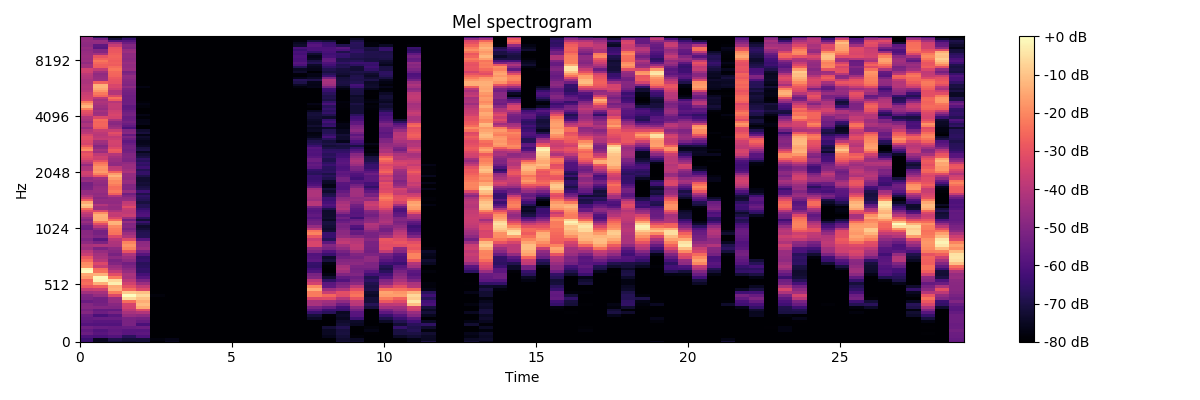 Mel spectrogram
8192
4096
2048
1024
512
0
Hz
0 5 10 15 20 25
Time
+0 dB
-10 dB
-20 dB
-30 dB
-40 dB
-50 dB
-60 dB
-70 dB
-80 dB